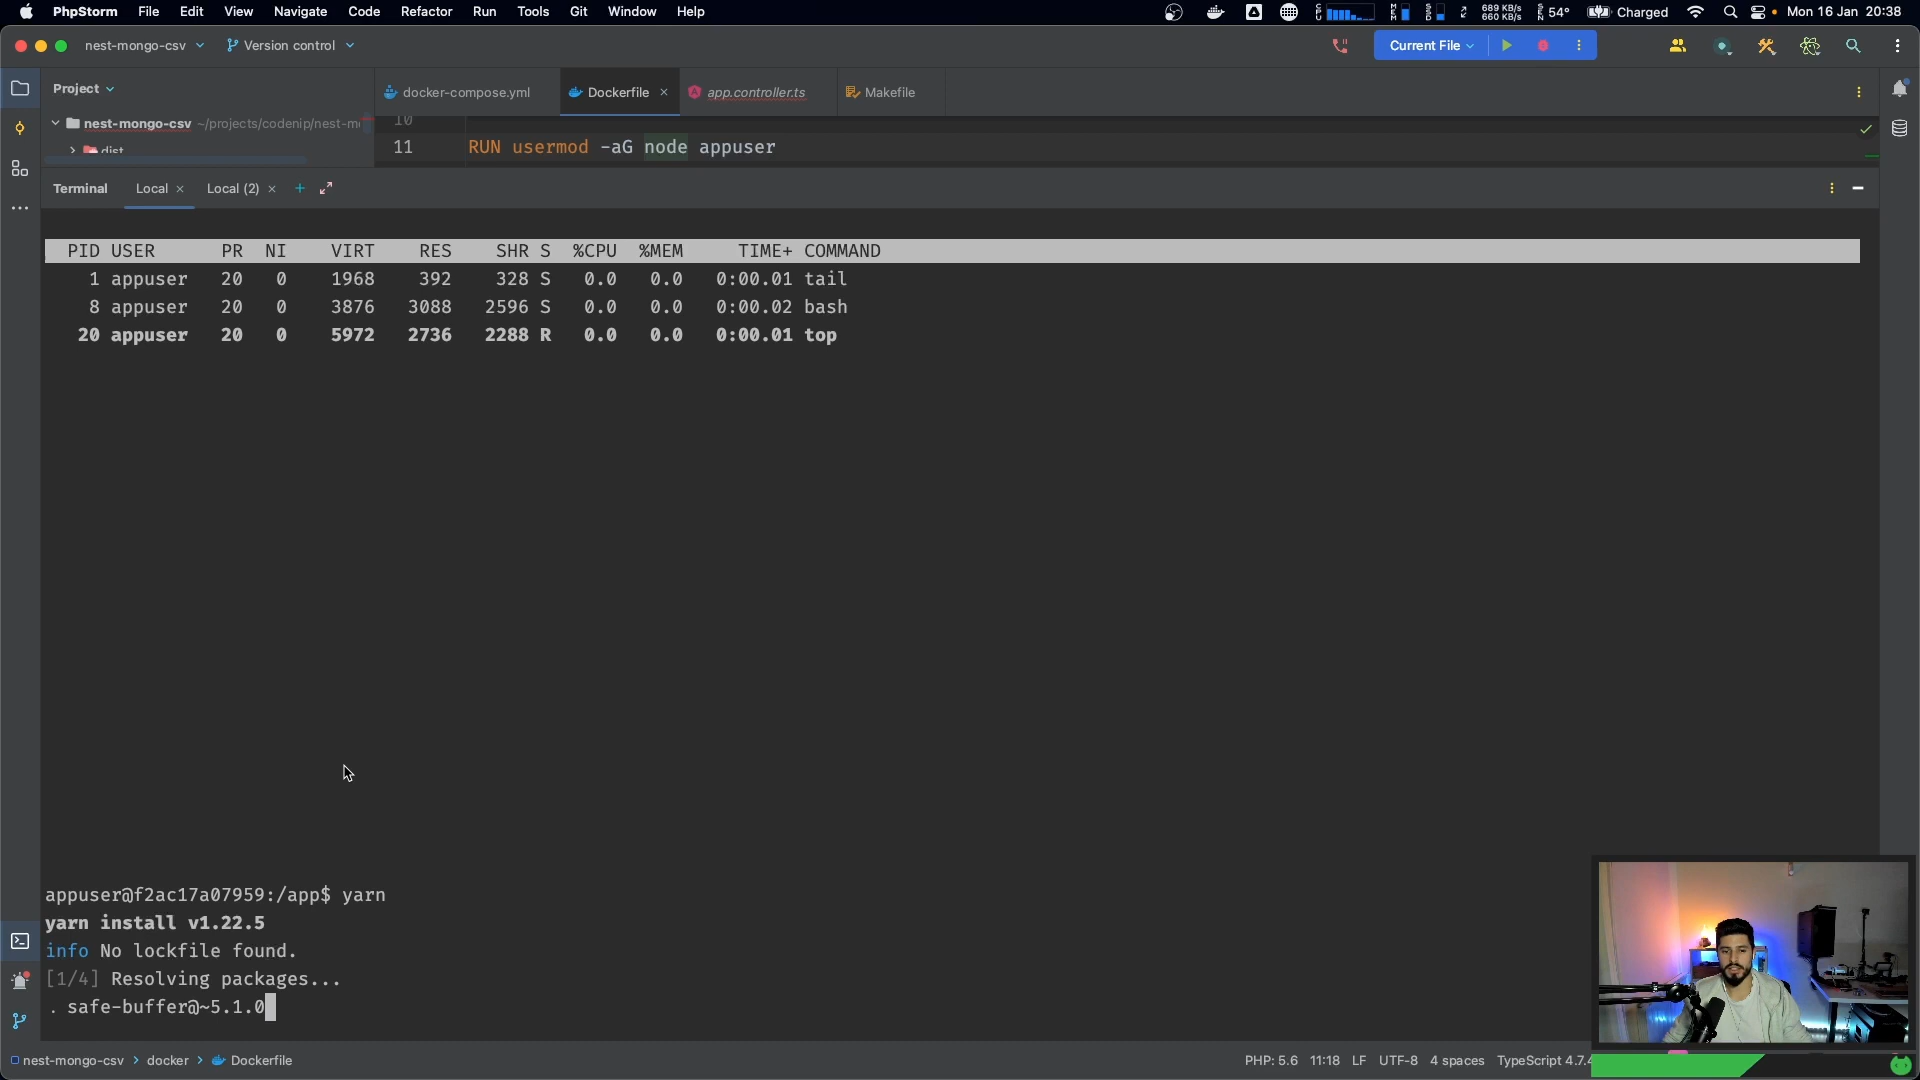 PhpStorm File Edit View Navigate Code Refactor Run Tools Git Window Help 689 KB/s 660 KB/s 54° Charged Mon 16 Jan 20:38
nest-mongo-csv Version control Current File
Project docker-compose.yml Dockerfile app.controller.ts Makefile
nest-mongo-csv ~/projects/codenip/nest-m
10
dist
11 RUN usermod -aG node appuser
Terminal Local Local (2)
PID USER PR NI VIRT RES SHR S %CPU %MEM TIME+ COMMAND
1 appuser 20 0 1968 392 328 S 0.0 0.0 0:00.01 tail
8 appuser 20 0 3876 3088 2596 S 0.0 0.0 0:00.02 bash
20 appuser 20 0 5972 2736 2288 R 0.0 0.0 0:00.01 top
appuser@f2ac17a07959:/app$ yarn
yarn install v1.22.5
info No lockfile found.
[1/4] Resolving packages...
. safe-buffer@~5.1.0
nest-mongo-csv docker Dockerfile PHP: 5.6 11:18 LF UTF-8 4 spaces TypeScript 4.7.4